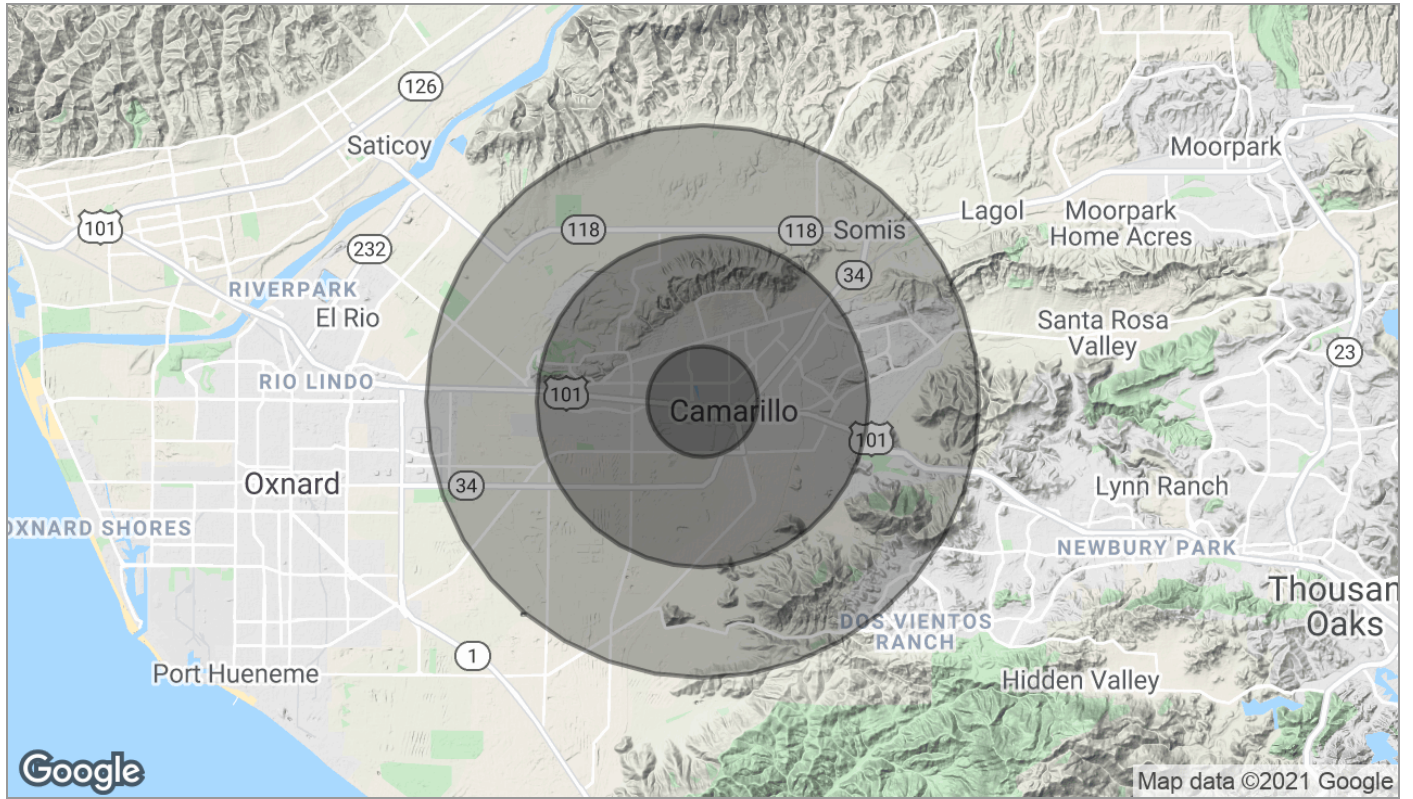 126
Saticoy
Moorpark
101
118
118
Somis
Lagol
Moorpark
Home Acres
232
34
RIVERPARK
El Rio
Santa Rosa
Valley
23
RIO LINDO
101
Camarillo
101
Oxnard
34
Lynn Ranch
OXNARD SHORES
NEWBURY PARK
Thousan
Oaks
DOS VIENTOS
RANCH
1
Port Hueneme
Hidden Valley
Google
Map data ©2021 Google